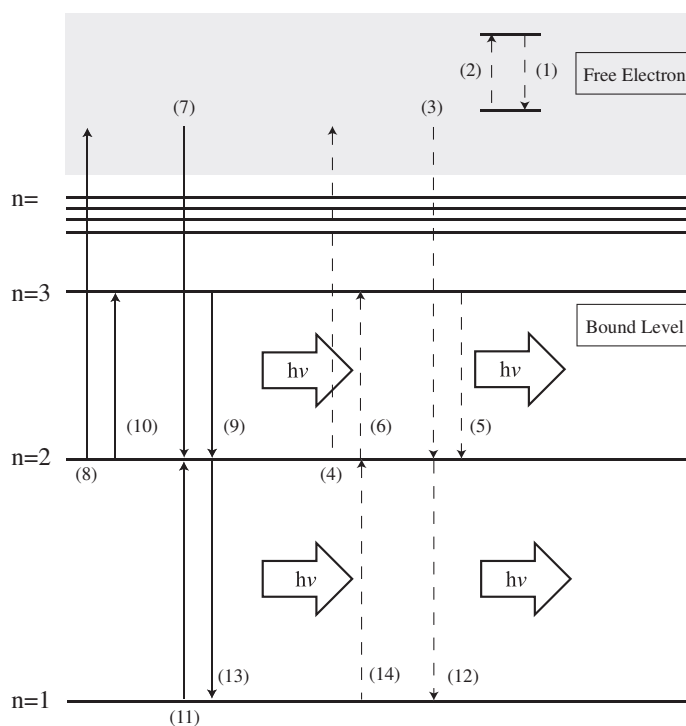 (2)
(1)
Free Electron
(7)
(3)
n=
n=3
Bound Level
hν
hν
(10)
(9)
(6)
(5)
n=2
(8)
(4)
hν
hν
(13)
(14)
(12)
n=1
(11)